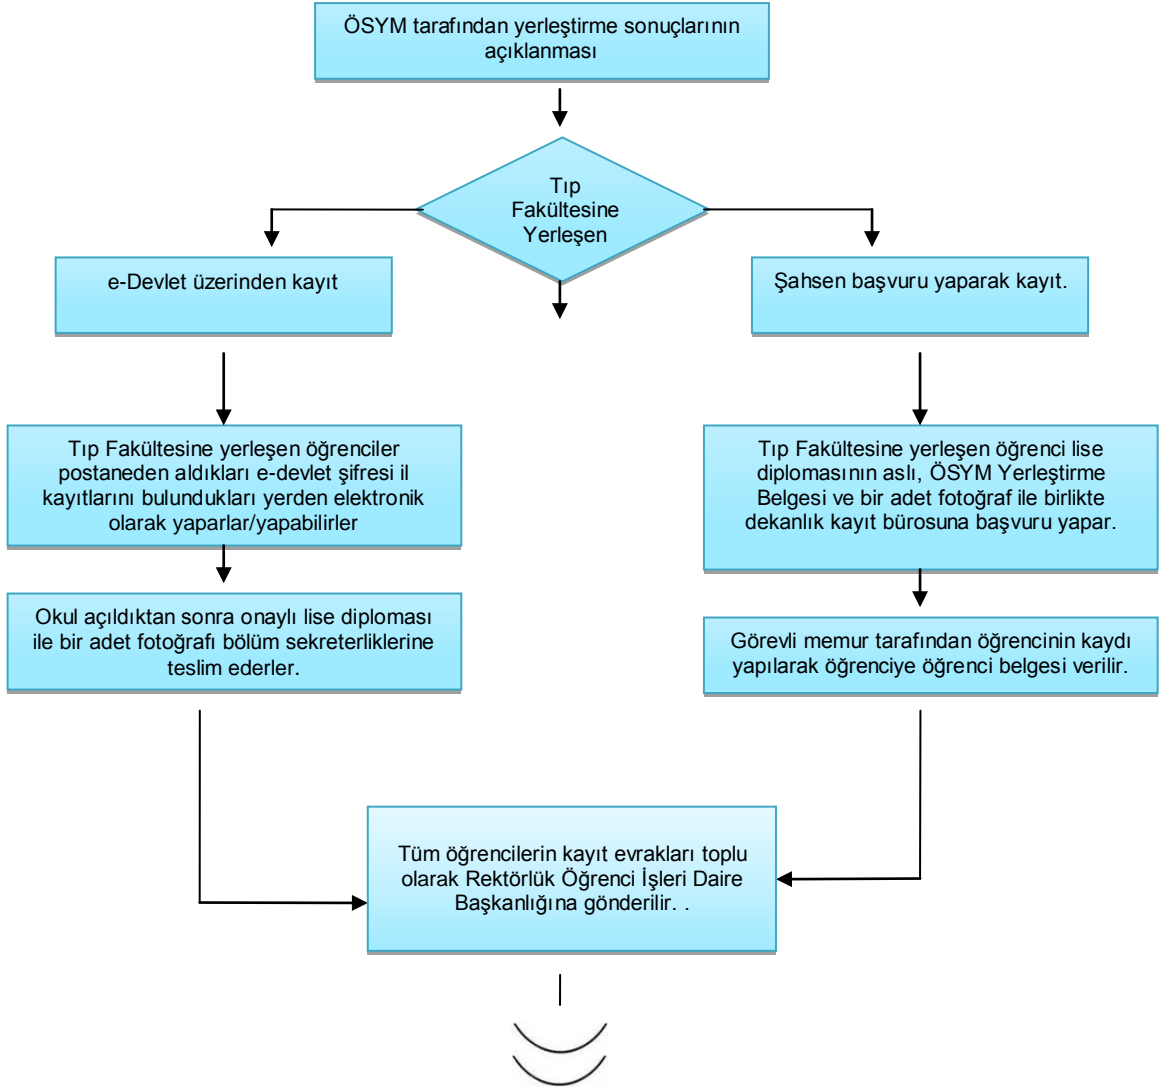 ÖSYM tarafından yerleştirme sonuçlarının
açıklanması
Tıp
Fakültesine
Yerleşen
e-Devlet üzerinden kayıt
Şahsen başvuru yaparak kayıt.
Tıp Fakültesine yerleşen öğrenciler
postaneden aldıkları e-devlet şifresi il
kayıtlarını bulundukları yerden elektronik
olarak yaparlar/yapabilirler
Tıp Fakültesine yerleşen öğrenci lise
diplomasının aslı, ÖSYM Yerleştirme
Belgesi ve bir adet fotoğraf ile birlikte
dekanlık kayıt bürosuna başvuru yapar.
Okul açıldıktan sonra onaylı lise diploması
ile bir adet fotoğrafı bölüm sekreterliklerine
teslim ederler.
Görevli memur tarafından öğrencinin kaydı
yapılarak öğrenciye öğrenci belgesi verilir.
Tüm öğrencilerin kayıt evrakları toplu
olarak Rektörlük Öğrenci İşleri Daire
Başkanlığına gönderilir. .